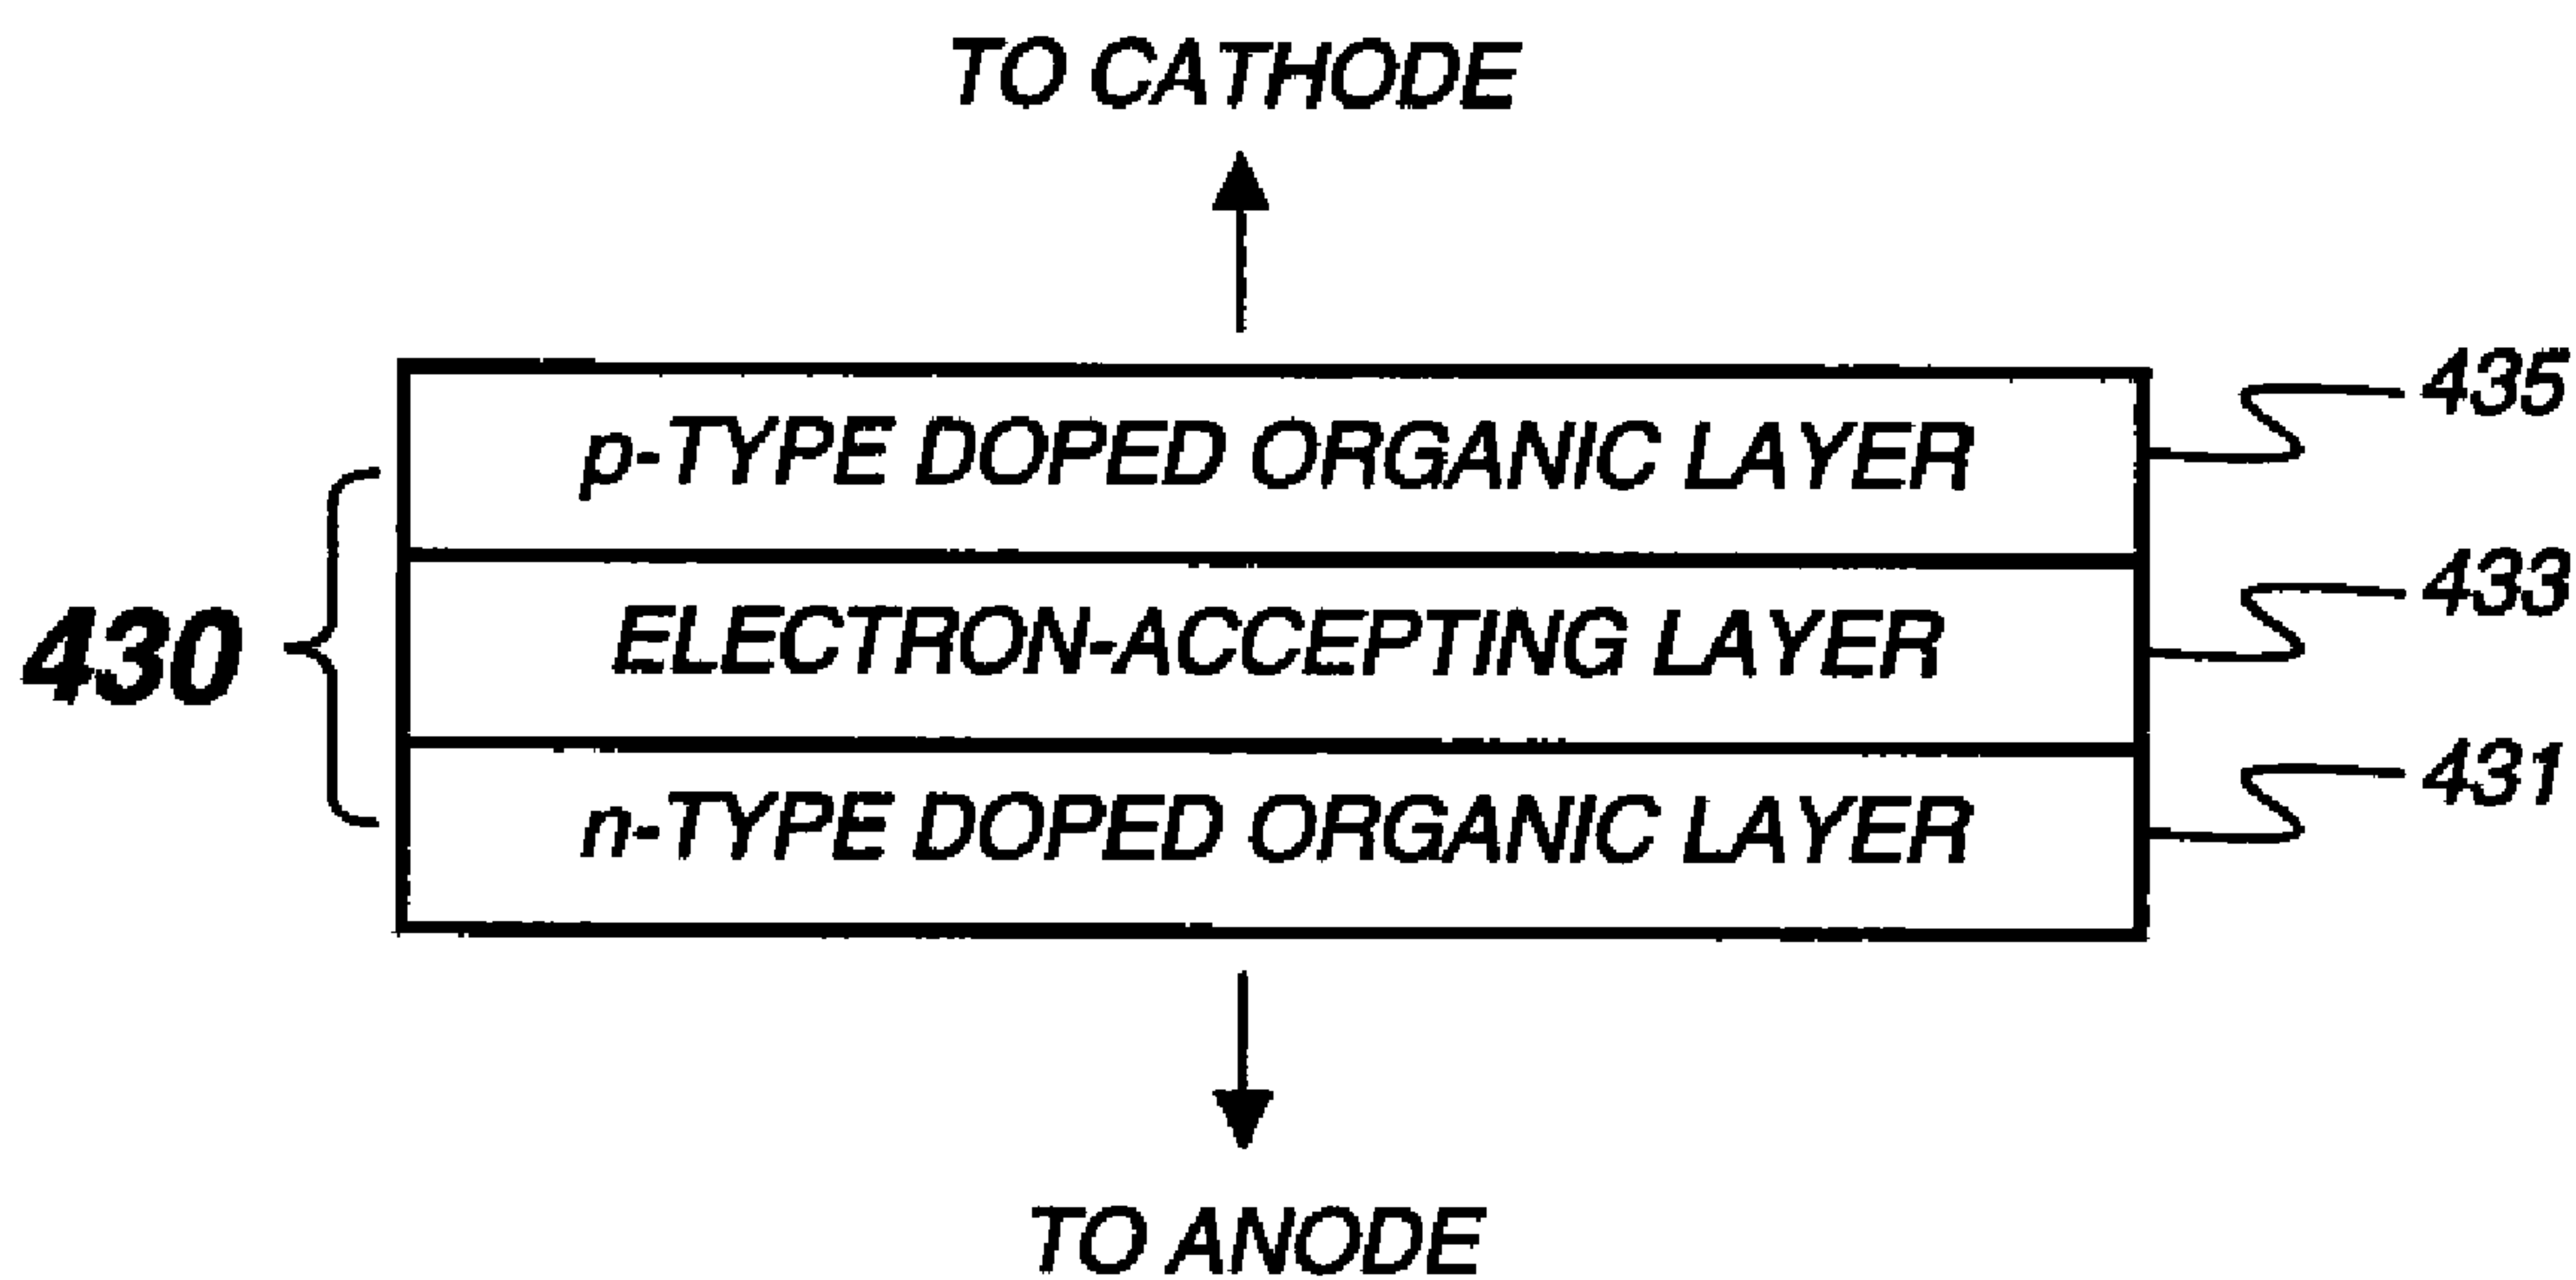 TO CATHODE
p-TYPE DOPED ORGANIC LAYER
435
430
ELECTRON-ACCEPTING LAYER
433
n-TYPE DOPED ORGANIC LAYER
431
TO ANODE